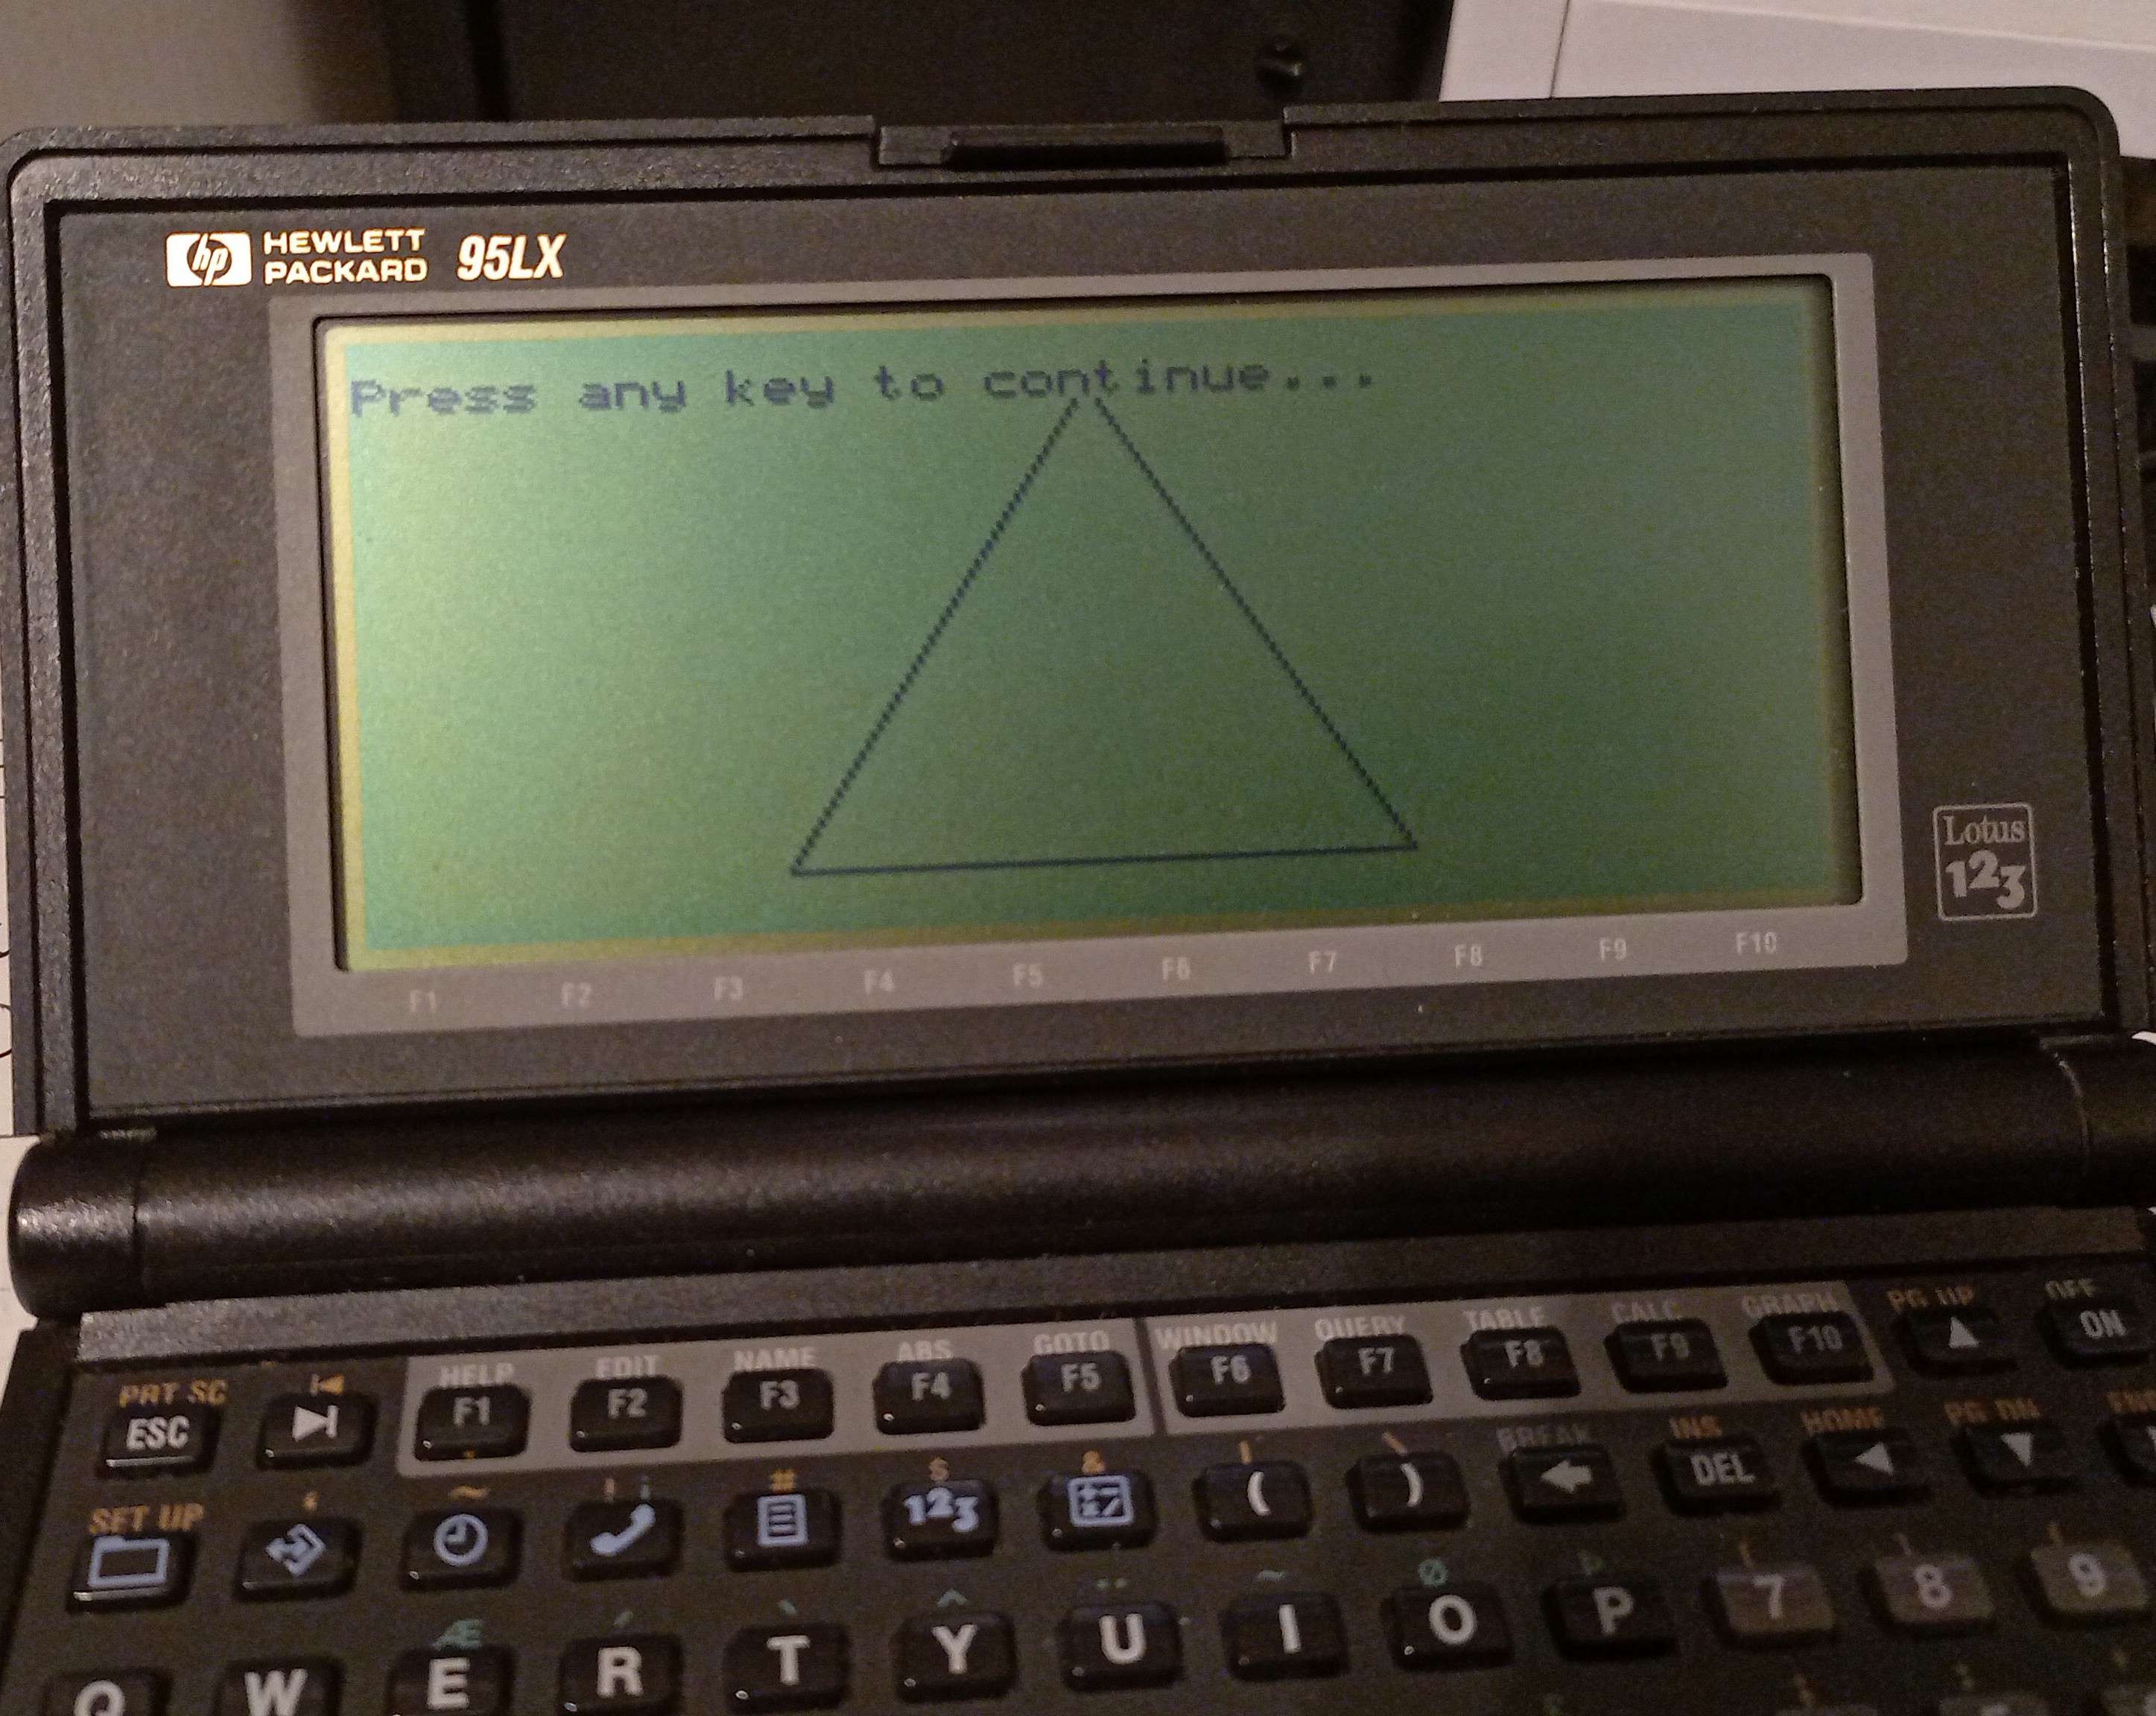 hp HEWLETT PACKARD 95LX
Press any key to continue...
Lotus
123
F1 F2 F3 F4 F5 F6 F7 F8 F9 F10
HELP EDIT NAME ABS GOTO WINDOW QUERY TABLE CALC GRAPH PG UP OFF
PRT SC
ESC F1 F2 F3 F4 F5 F6 F7 F8 F9 F10 ON
BREAK INS HOME PG DN
~ # $ &
SET UP
123 ( ) DEL
Æ ´ ` ^ ¨ ~ Ø
Q W E R T Y U I O P 7 8 9